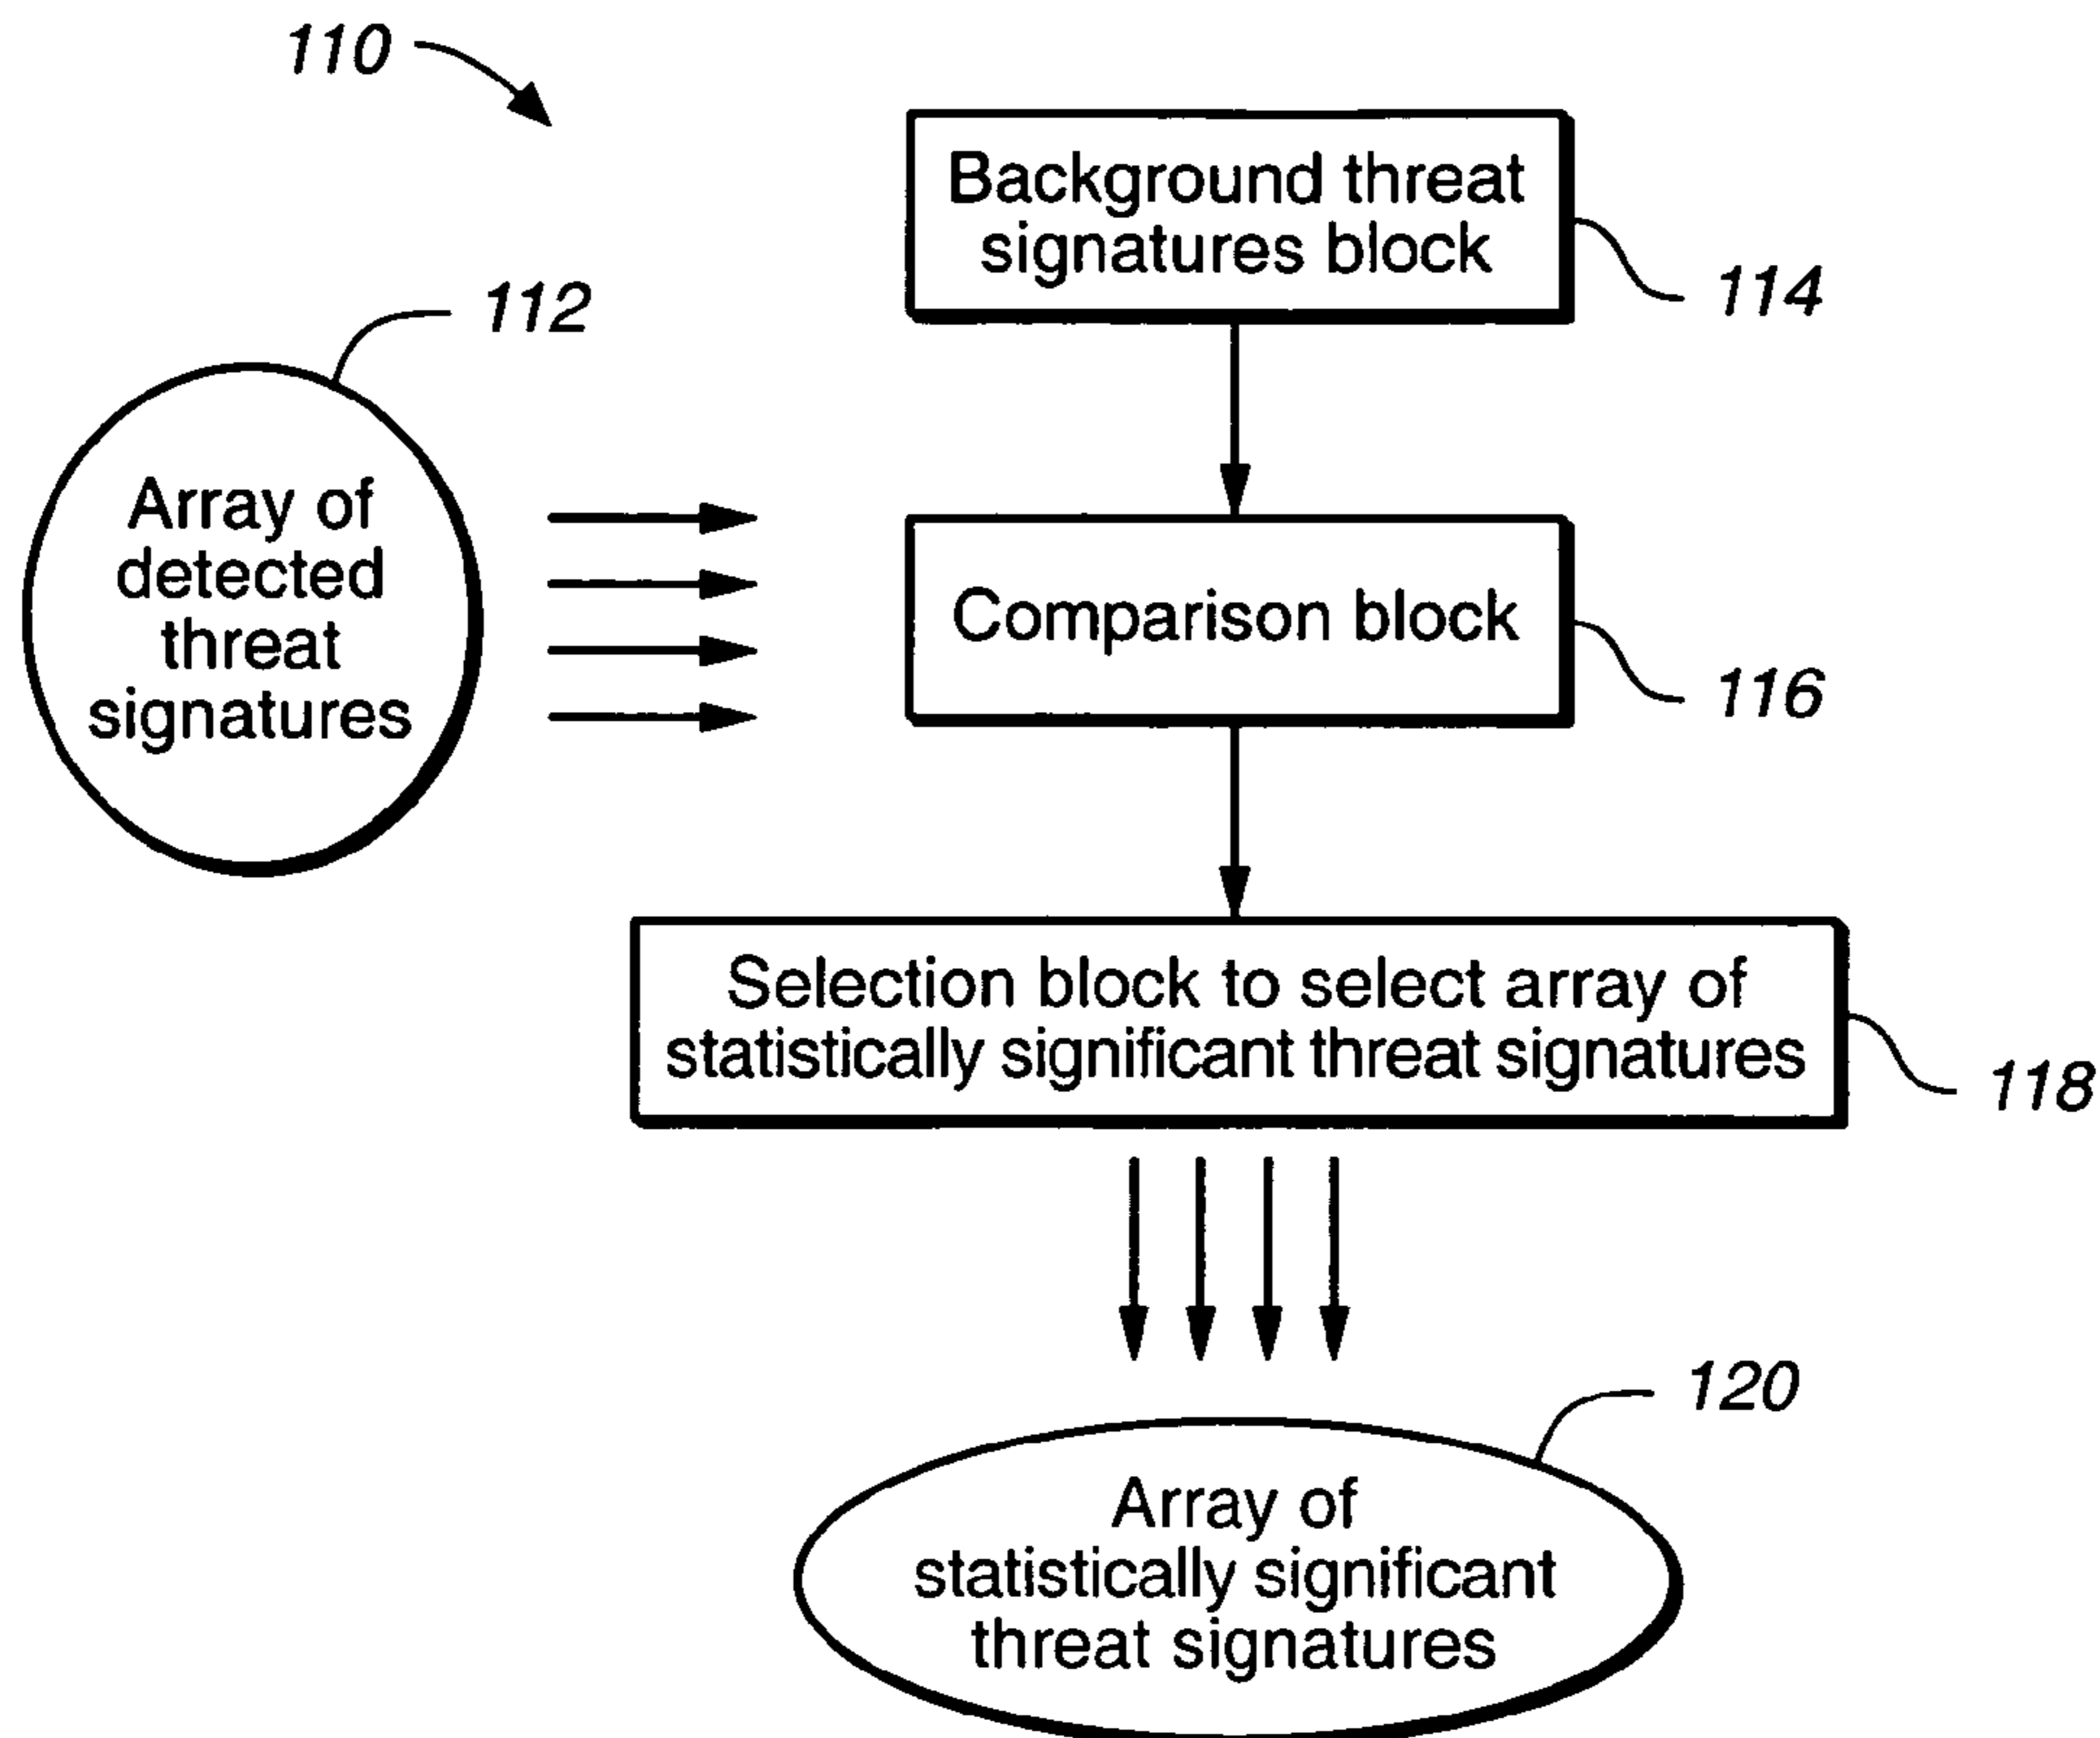 110
Background threat
signatures block
114
112
Array of
detected
threat
signatures
Comparison block
116
Selection block to select array of
statistically significant threat signatures
118
120
Array of
statistically significant
threat signatures